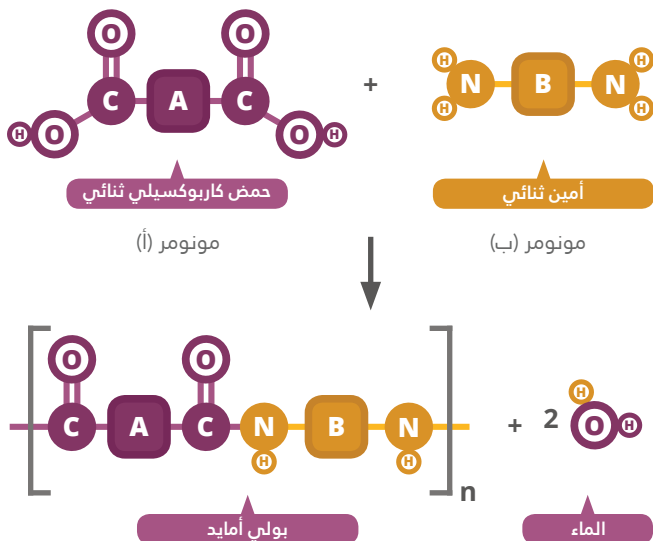 O O
C A C + H N B N H
H O O H H H
حمض كاربوكسيلي ثنائي أمين ثنائي
مونومر (أ) مونومر (ب)
O O
C A C N B N + 2 H O H
H H
n
بولي أمايد الماء